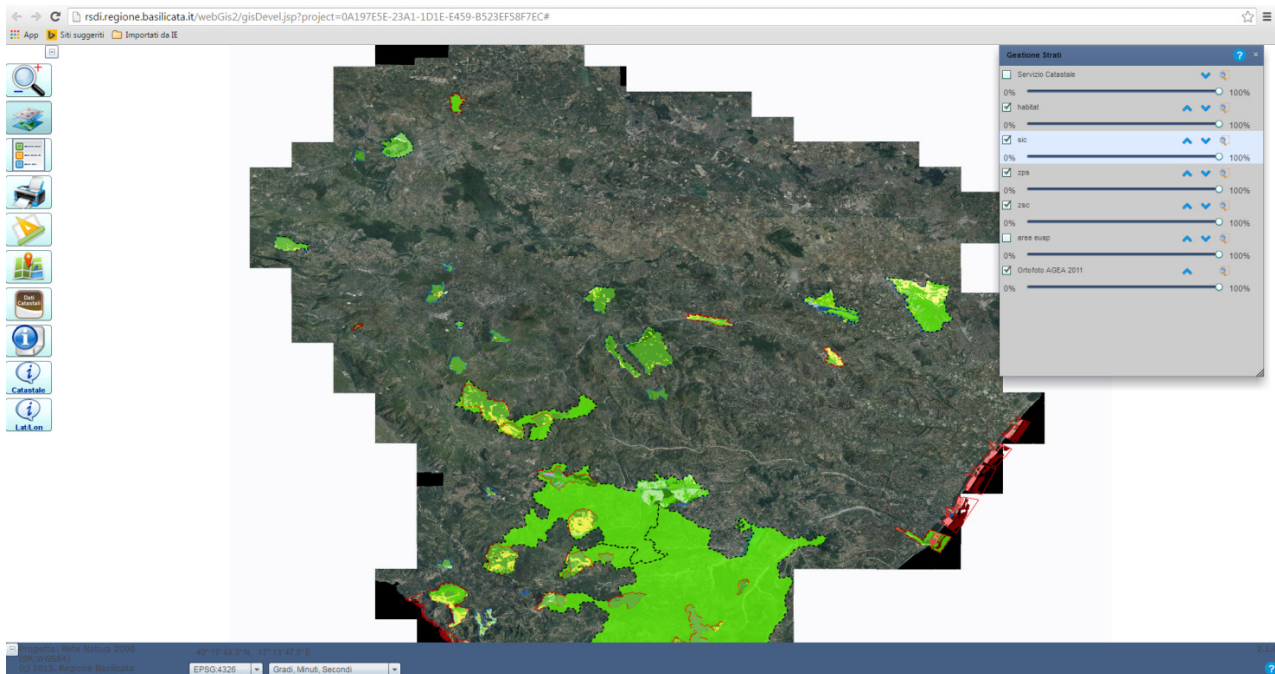 rsdi.regione.basilicata.it/webGis2/gisDevel.jsp?project=0A197E5E-23A1-1D1E-E459-B523EF58F7EC#
App Siti suggeriti Importati da IE
Gestione Strati ? ×
Servizio Catastale
0% 100%
habitat
0% 100%
sic
0% 100%
zps
0% 100%
zsc
0% 100%
aree euap
0% 100%
Ortofoto AGEA 2011
0% 100%
Dati
Catastali
i
i
Catastale
i
Lat/Lon
Progetto: Rete Natura 2000
(c) 2015, Regione Basilicata
EPSG:4326 Gradi, Minuti, Secondi
?